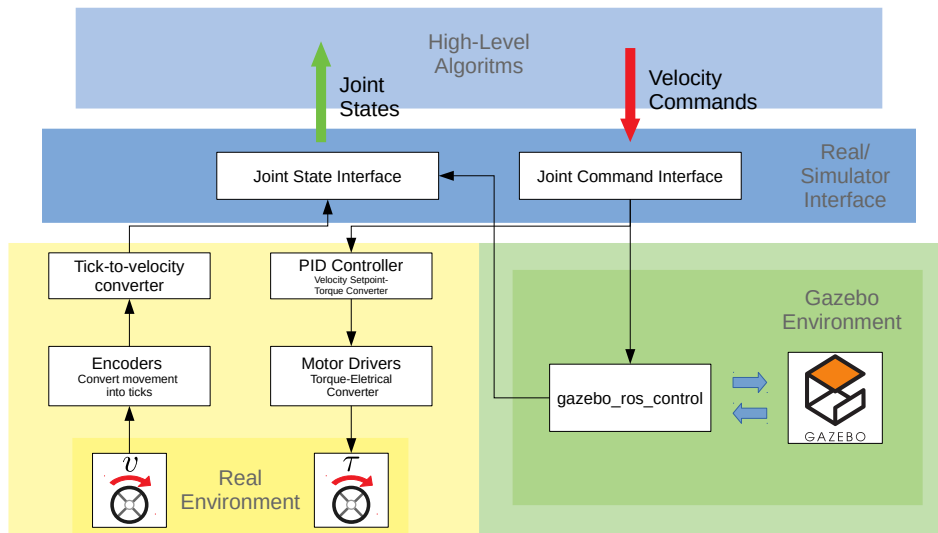 High-Level
Algoritms
Joint
States
Velocity
Commands
Real/
Simulator
Interface
Joint State Interface
Joint Command Interface
Tick-to-velocity
converter
PID Controller
Velocity Setpoint-
Torque Converter
Gazebo
Environment
Encoders
Convert movement
into ticks
Motor Drivers
Torque-Eletrical
Converter
gazebo_ros_control
GAZEBO
v
τ
Real
Environment